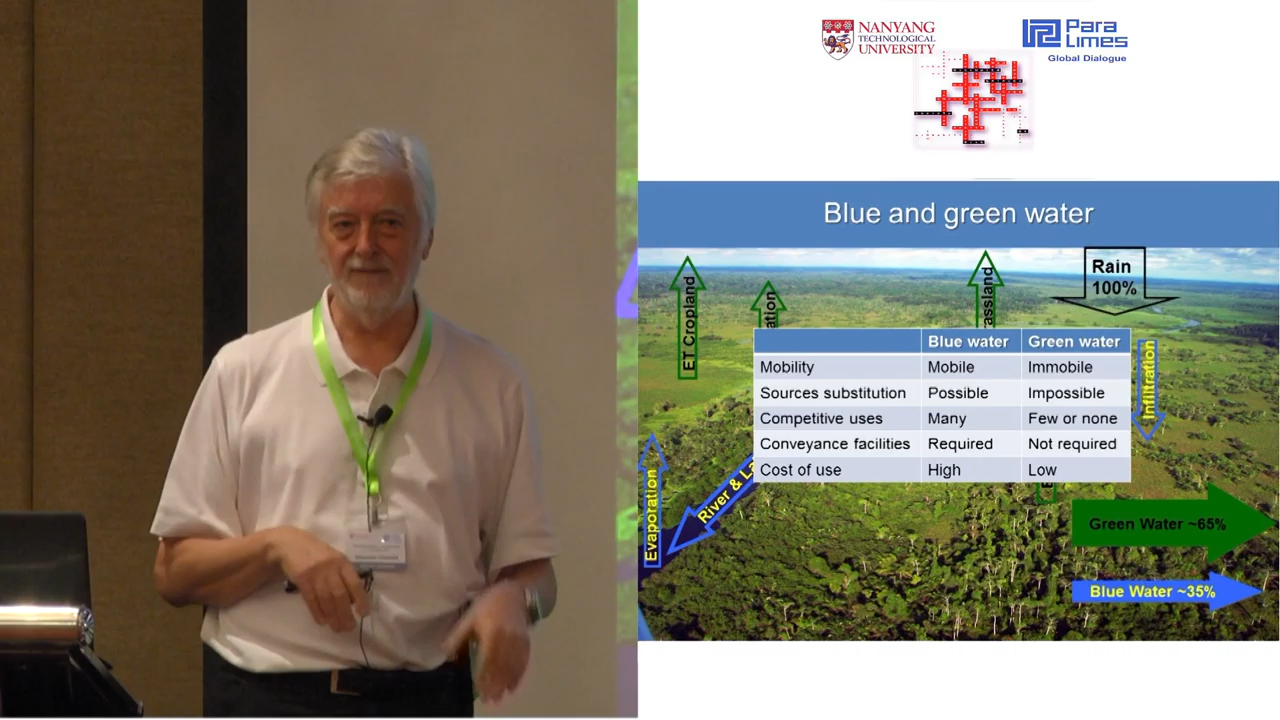 NANYANG
TECHNOLOGICAL
UNIVERSITY
Para
Limes
Global Dialogue
Blue and green water
Rain
100%
ET Cropland
Infiltration
Blue water Green water
Mobility Mobile Immobile
Sources substitution Possible Impossible
Competitive uses Many Few or none
Conveyance facilities Required Not required
Cost of use High Low
Evaporation
River &
Green Water ~65%
Blue Water ~35%